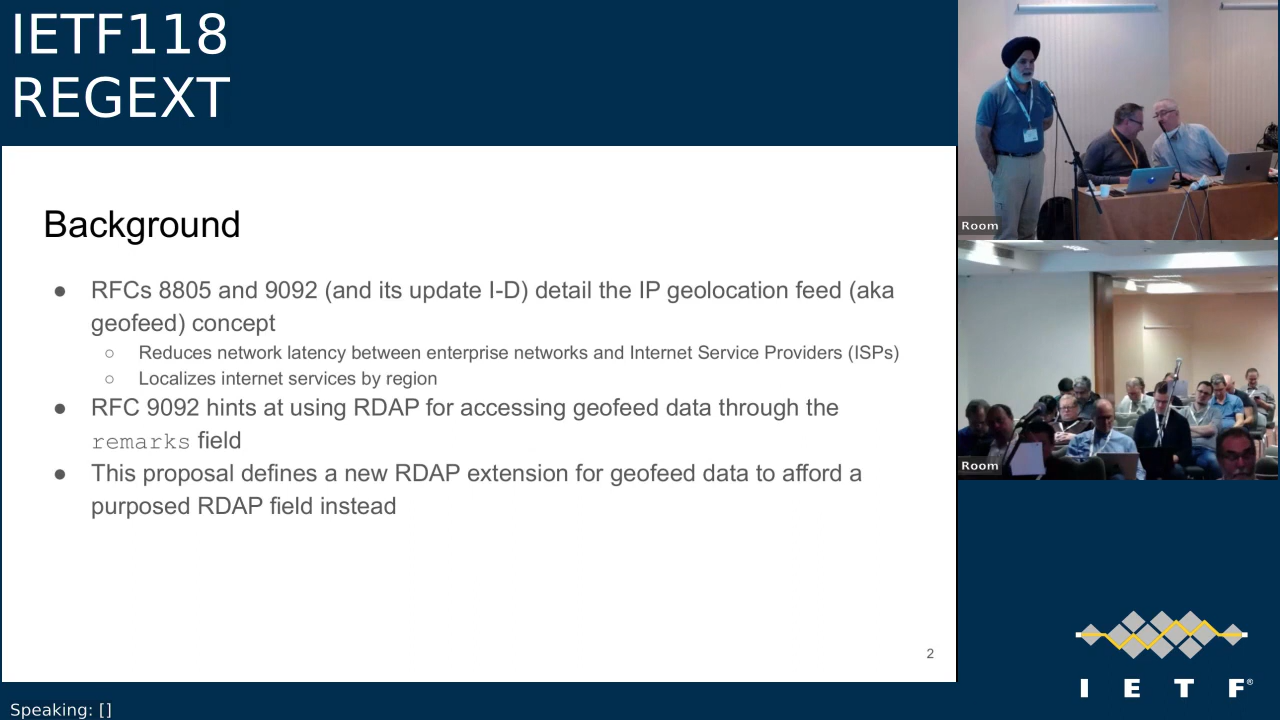 IETF118
REGEXT
Background
● RFCs 8805 and 9092 (and its update I-D) detail the IP geolocation feed (aka
geofeed) concept
○ Reduces network latency between enterprise networks and Internet Service Providers (ISPs)
○ Localizes internet services by region
● RFC 9092 hints at using RDAP for accessing geofeed data through the
remarks field
● This proposal defines a new RDAP extension for geofeed data to afford a
purposed RDAP field instead
2
Room
Room
I E T F®
Speaking: []